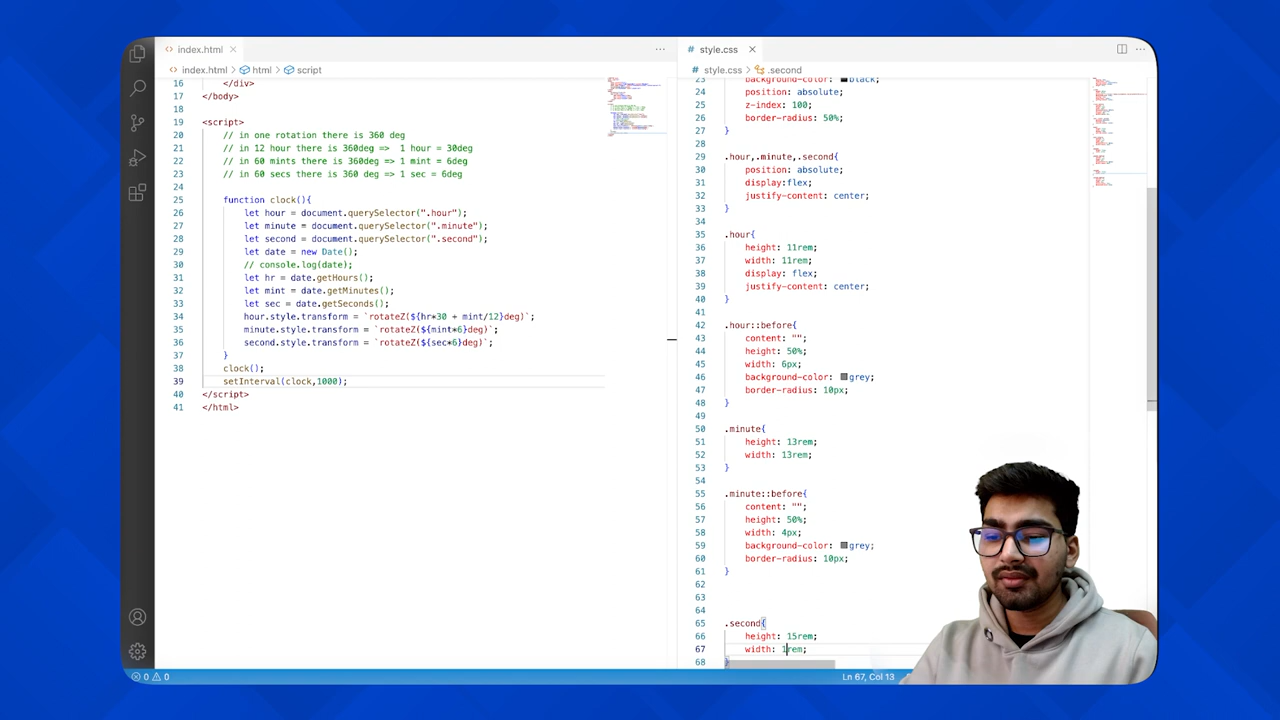 index.html
index.html > html > script
16 </div>
17 </body>
18
19 <script>
20 // in one rotation there is 360 deg
21 // in 12 hour there is 360deg => 1 hour = 30deg
22 // in 60 mints there is 360deg => 1 mint = 6deg
23 // in 60 secs there is 360 deg => 1 sec = 6deg
24
25 function clock(){
26 let hour = document.querySelector(".hour");
27 let minute = document.querySelector(".minute");
28 let second = document.querySelector(".second");
29 let date = new Date();
30 // console.log(date);
31 let hr = date.getHours();
32 let mint = date.getMinutes();
33 let sec = date.getSeconds();
34 hour.style.transform = `rotateZ(${hr*30 + mint/12}deg)`;
35 minute.style.transform = `rotateZ(${mint*6}deg)`;
36 second.style.transform = `rotateZ(${sec*6}deg)`;
37 }
38 clock();
39 setInterval(clock,1000);
40 </script>
41 </html>
# style.css
# style.css > .second
23 background-color: black;
24 position: absolute;
25 z-index: 100;
26 border-radius: 50%;
27 }
28
29 .hour,.minute,.second{
30 position: absolute;
31 display:flex;
32 justify-content: center;
33 }
34
35 .hour{
36 height: 11rem;
37 width: 11rem;
38 display: flex;
39 justify-content: center;
40 }
41
42 .hour::before{
43 content: "";
44 height: 50%;
45 width: 6px;
46 background-color: grey;
47 border-radius: 10px;
48 }
49
50 .minute{
51 height: 13rem;
52 width: 13rem;
53 }
54
55 .minute::before{
56 content: "";
57 height: 50%;
58 width: 4px;
59 background-color: grey;
60 border-radius: 10px;
61 }
62
63
64
65 .second{
66 height: 15rem;
67 width: 1rem;
68 }
0 0
Ln 67, Col 13